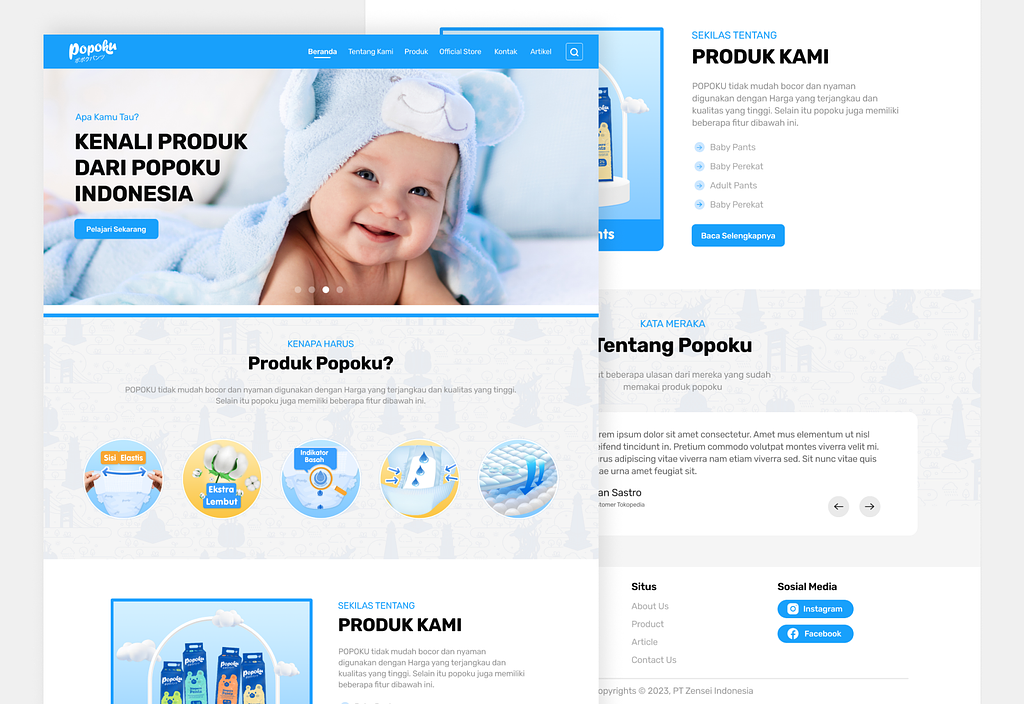 Popoku
ポポクパンツ
Beranda
Tentang Kami
Produk
Official Store
Kontak
Artikel
Apa Kamu Tau?
KENALI PRODUK
DARI POPOKU
INDONESIA
Pelajari Sekarang
KENAPA HARUS
Produk Popoku?
POPOKU tidak mudah bocor dan nyaman digunakan dengan Harga yang terjangkau dan kualitas yang tinggi.
Selain itu popoku juga memiliki beberapa fitur dibawah ini.
Sisi Elastis
Ekstra
Lembut
Indikator
Basah
SEKILAS TENTANG
PRODUK KAMI
POPOKU tidak mudah bocor dan nyaman
digunakan dengan Harga yang terjangkau dan
kualitas yang tinggi. Selain itu popoku juga memiliki
beberapa fitur dibawah ini.
Popoku
Popoku
Popoku
Popoku
SEKILAS TENTANG
PRODUK KAMI
POPOKU tidak mudah bocor dan nyaman
digunakan dengan Harga yang terjangkau dan
kualitas yang tinggi. Selain itu popoku juga memiliki
beberapa fitur dibawah ini.
Baby Pants
Baby Perekat
Adult Pants
Baby Perekat
Baca Selengkapnya
KATA MERAKA
Tentang Popoku
beberapa ulasan dari mereka yang sudah
memakai produk popoku
rem ipsum dolor sit amet consectetur. Amet mus elementum ut nisl
ifend tincidunt in. Pretium commodo volutpat montes viverra velit mi.
rus adipiscing vitae viverra nam etiam viverra sed. Sit nunc vitae quis
ae urna amet feugiat sit.
an Sastro
tomer Tokopedia
Situs
About Us
Product
Article
Contact Us
Sosial Media
Instagram
Facebook
opyrights © 2023, PT Zensei Indonesia